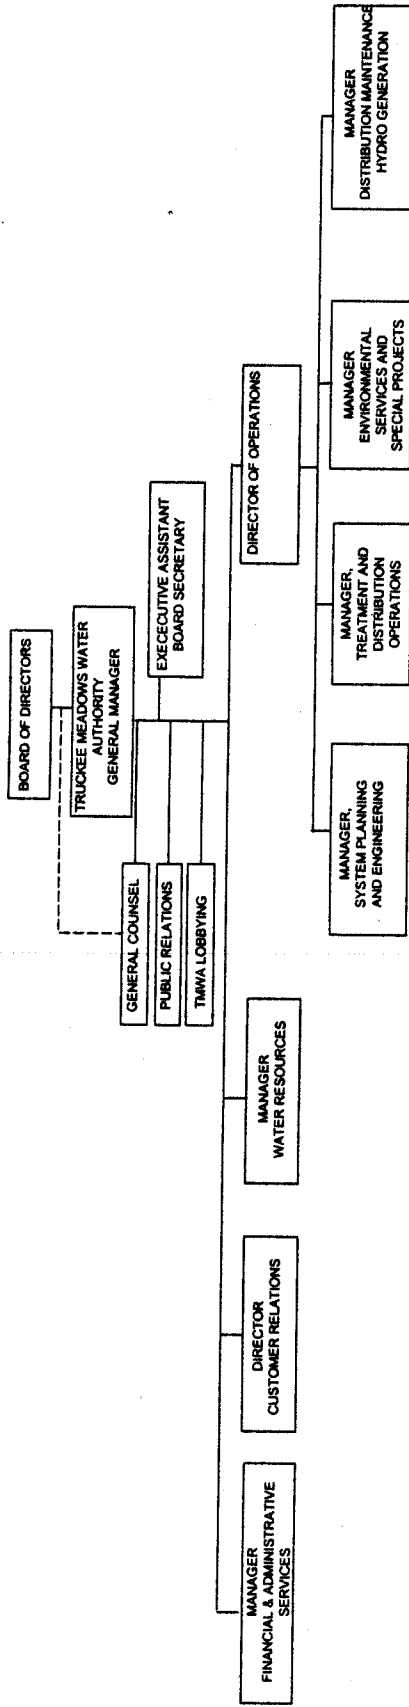 BOARD OF DIRECTORS
TRUCKEE MEADOWS WATER
AUTHORITY
GENERAL MANAGER
EXECECUTIVE ASSISTANT
BOARD SECRETARY
GENERAL COUNSEL
PUBLIC RELATIONS
TMWA LOBBYING
MANAGER
FINANCIAL & ADMINISTRATIVE
SERVICES
DIRECTOR
CUSTOMER RELATIONS
MANAGER
WATER RESOURCES
DIRECTOR OF OPERATIONS
MANAGER,
SYSTEM PLANNING
AND ENGINEERING
MANAGER,
TREATMENT AND
DISTRIBUTION
OPERATIONS
MANAGER
ENVIRONMENTAL
SERVICES AND
SPECIAL PROJECTS
MANAGER
DISTRIBUTION MAINTENANCE
HYDRO GENERATION